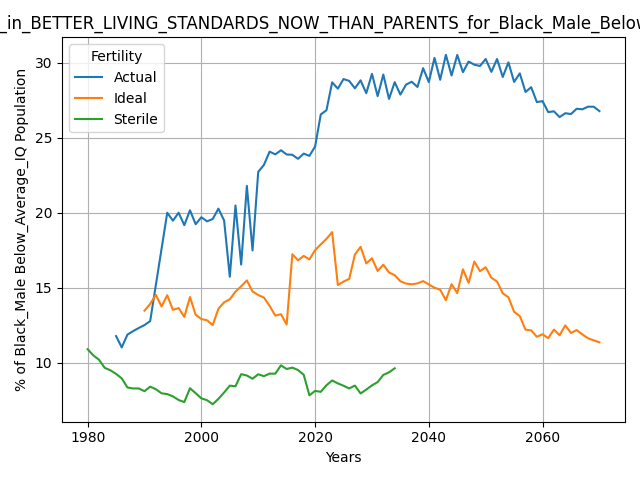 _in_BETTER_LIVING_STANDARDS_NOW_THAN_PARENTS_for_Black_Male_Below
Fertility
Actual
Ideal
Sterile
% of Black_Male Below_Average_IQ Population
30
25
20
15
10
1980 2000 2020 2040 2060
Years